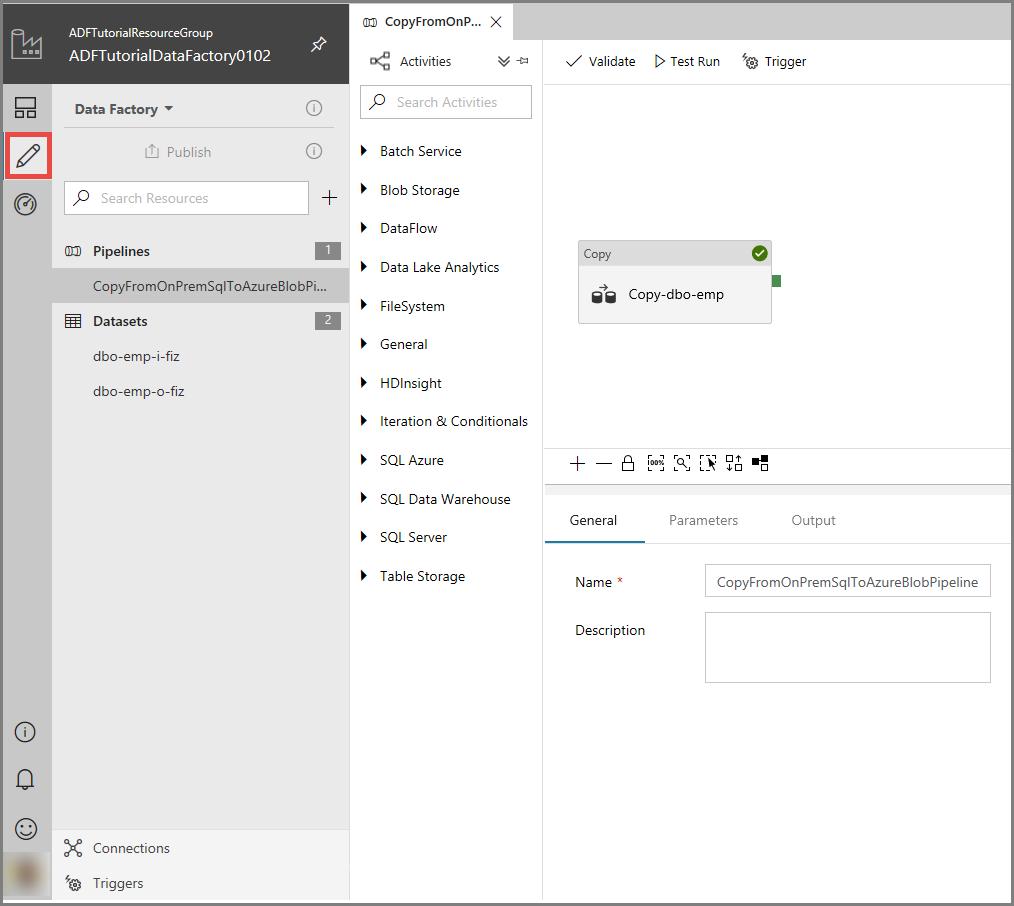 ADFTutorialResourceGroup
ADFTutorialDataFactory0102
Data Factory
Publish
Search Resources
Pipelines 1
CopyFromOnPremSqlToAzureBlobPi...
Datasets 2
dbo-emp-i-fiz
dbo-emp-o-fiz
Connections
Triggers
CopyFromOnP...
Activities
Search Activities
Batch Service
Blob Storage
DataFlow
Data Lake Analytics
FileSystem
General
HDInsight
Iteration & Conditionals
SQL Azure
SQL Data Warehouse
SQL Server
Table Storage
Validate Test Run Trigger
Copy
Copy-dbo-emp
100%
General Parameters Output
Name * CopyFromOnPremSqlToAzureBlobPipeline
Description